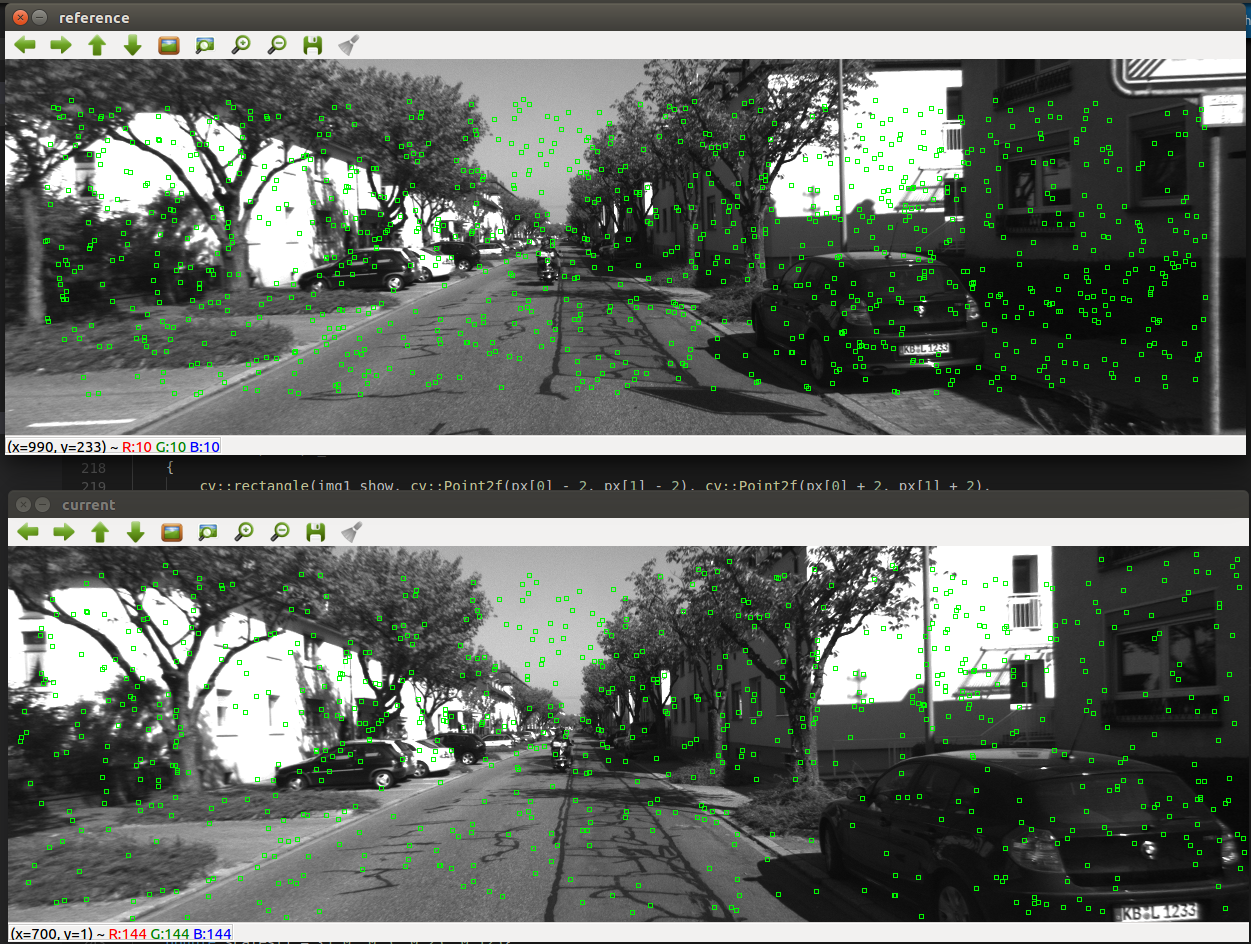 reference
KB L 1233
(x=990, y=233) ~ R:10 G:10 B:10
218 {
219 cv::rectangle(img1_show, cv::Point2f(px[0] - 2, px[1] - 2), cv::Point2f(px[0] + 2, px[1] + 2),
current
KB L 1233
(x=700, y=1) ~ R:144 G:144 B:144